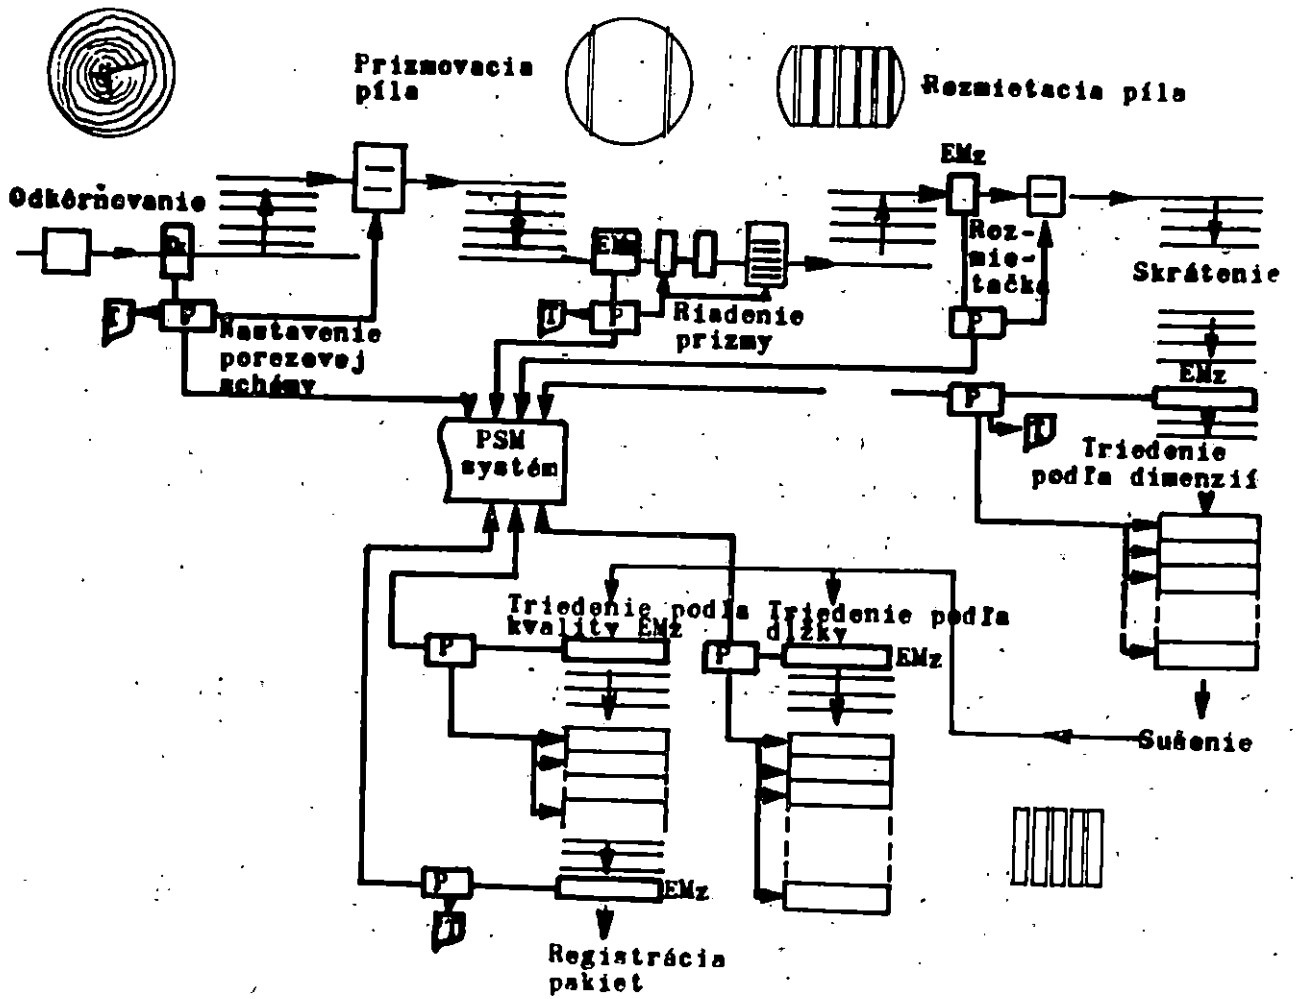 Prizmovacia
píla
Rozmietacia píla
EMz
Odkôrňovanie
EMz
Roz-
mie-
tačka
Skrátenie
P
T
P
P
Nastavenie
porezovej
schémy
Riadenie
prizmy
EMz
P
T
PSM
systém
Triedenie
podľa dimenzií
Triedenie podľa
kvality EMz
Triedenie podľa
dĺžky
P
P
EMz
Sušenie
P
EMz
T
Registrácia
pakiet